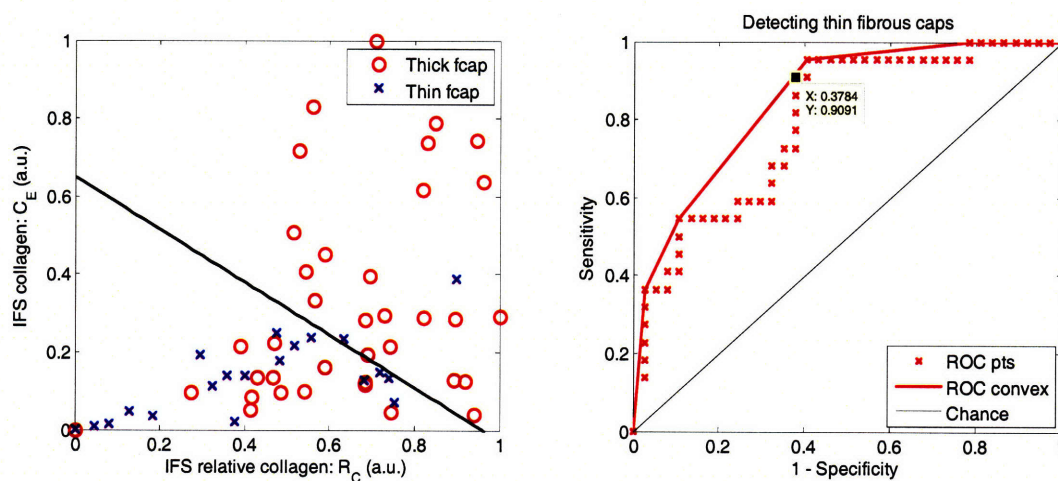 Detecting thin fibrous caps
1
0.8
0.6
0.4
0.2
0
IFS collagen: C_E (a.u.)
Thick fcap
Thin fcap
0 0.2 0.4 0.6 0.8 1
IFS relative collagen: R_C (a.u.)
1
0.8
0.6
0.4
0.2
0
Sensitivity
X: 0.3784
Y: 0.9091
ROC pts
ROC convex
Chance
0 0.2 0.4 0.6 0.8 1
1 - Specificity